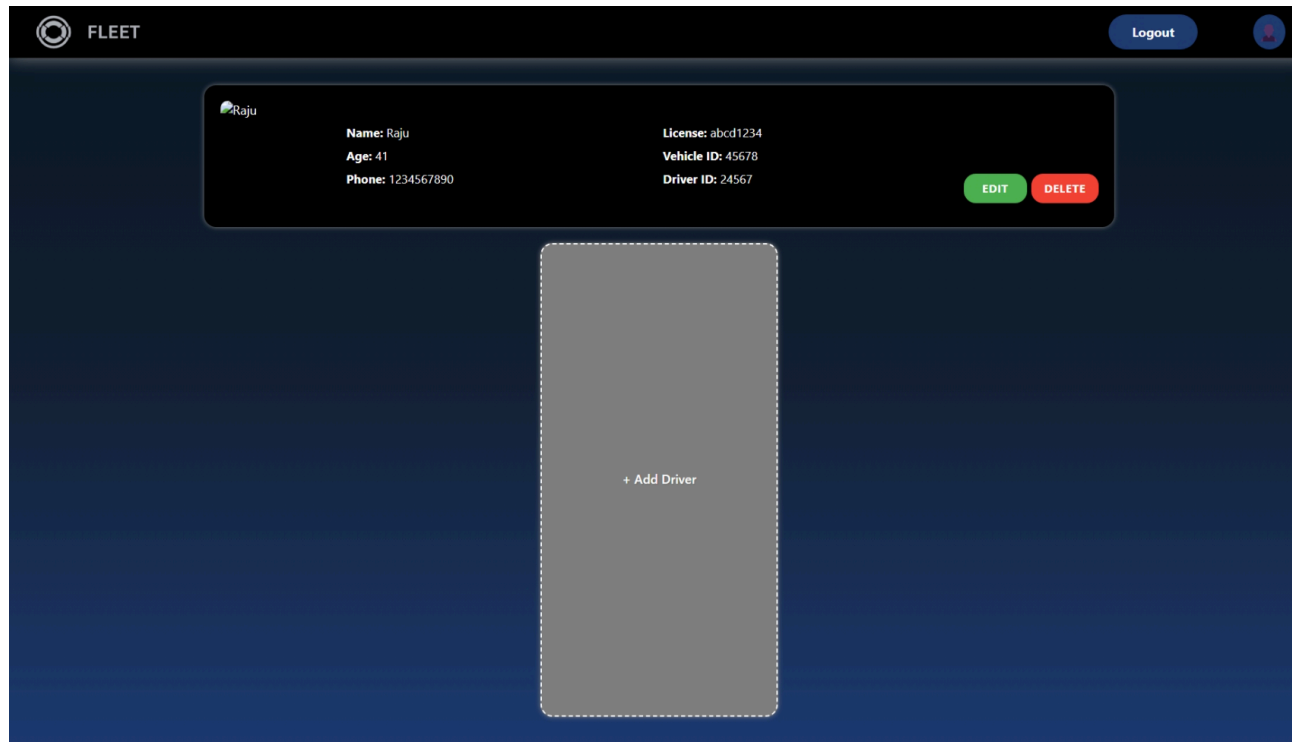 FLEET
Logout
Raju
Name: Raju
License: abcd1234
Age: 41
Vehicle ID: 45678
Phone: 1234567890
Driver ID: 24567
EDIT
DELETE
+ Add Driver